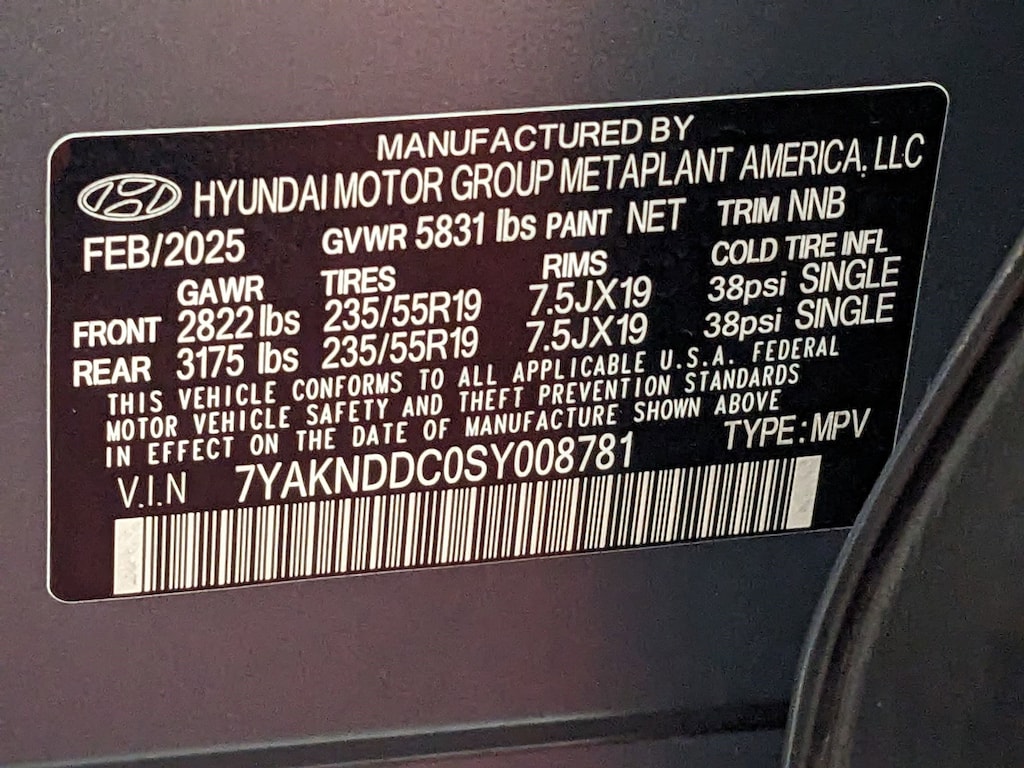 MANUFACTURED BY
HYUNDAI MOTOR GROUP METAPLANT AMERICA, LLC
FEB/2025 GVWR 5831 lbs PAINT NET TRIM NNB
GAWR TIRES RIMS COLD TIRE INFL
FRONT 2822 lbs 235/55R19 7.5JX19 38psi SINGLE
REAR 3175 lbs 235/55R19 7.5JX19 38psi SINGLE
THIS VEHICLE CONFORMS TO ALL APPLICABLE U.S.A. FEDERAL
MOTOR VEHICLE SAFETY AND THEFT PREVENTION STANDARDS
IN EFFECT ON THE DATE OF MANUFACTURE SHOWN ABOVE
V.I.N 7YAKNDDC0SY008781 TYPE: MPV